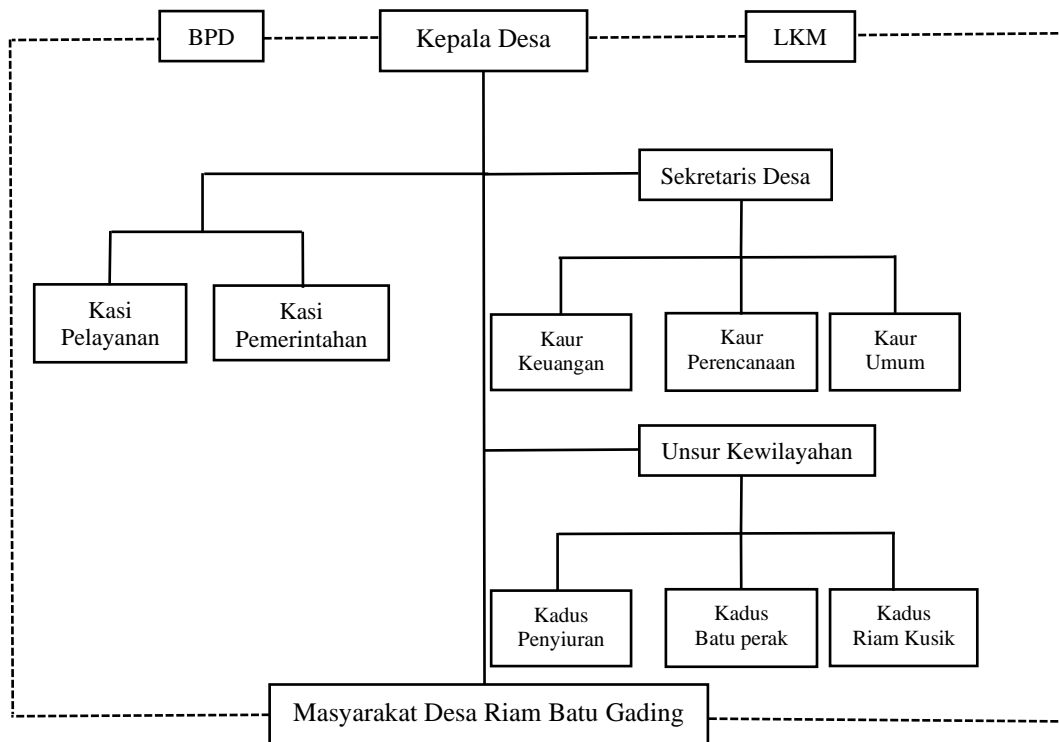 BPD
Kepala Desa
LKM
Sekretaris Desa
Kasi
Pelayanan
Kasi
Pemerintahan
Kaur
Keuangan
Kaur
Perencanaan
Kaur
Umum
Unsur Kewilayahan
Kadus
Penyiuran
Kadus
Batu perak
Kadus
Riam Kusik
Masyarakat Desa Riam Batu Gading